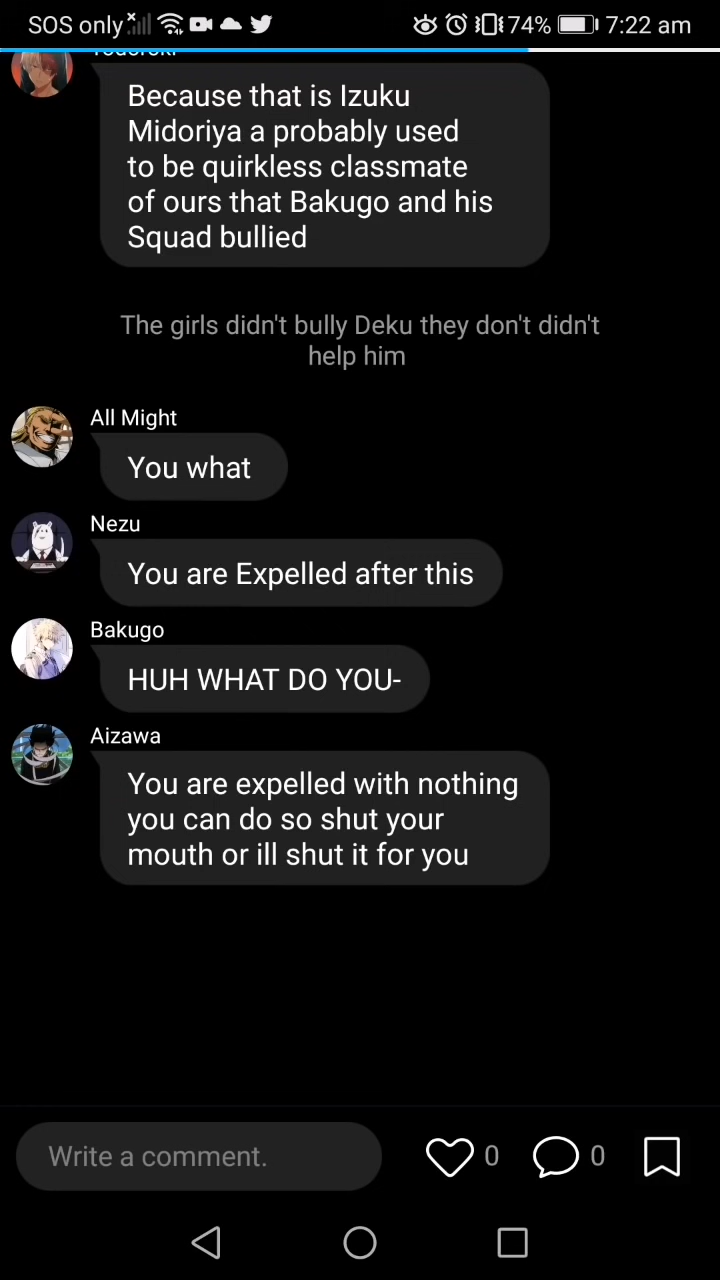 SOS only 74% 7:22 am
Because that is Izuku
Midoriya a probably used
to be quirkless classmate
of ours that Bakugo and his
Squad bullied
The girls didn't bully Deku they don't didn't
help him
All Might
You what
Nezu
You are Expelled after this
Bakugo
HUH WHAT DO YOU-
Aizawa
You are expelled with nothing
you can do so shut your
mouth or ill shut it for you
Write a comment. 0 0